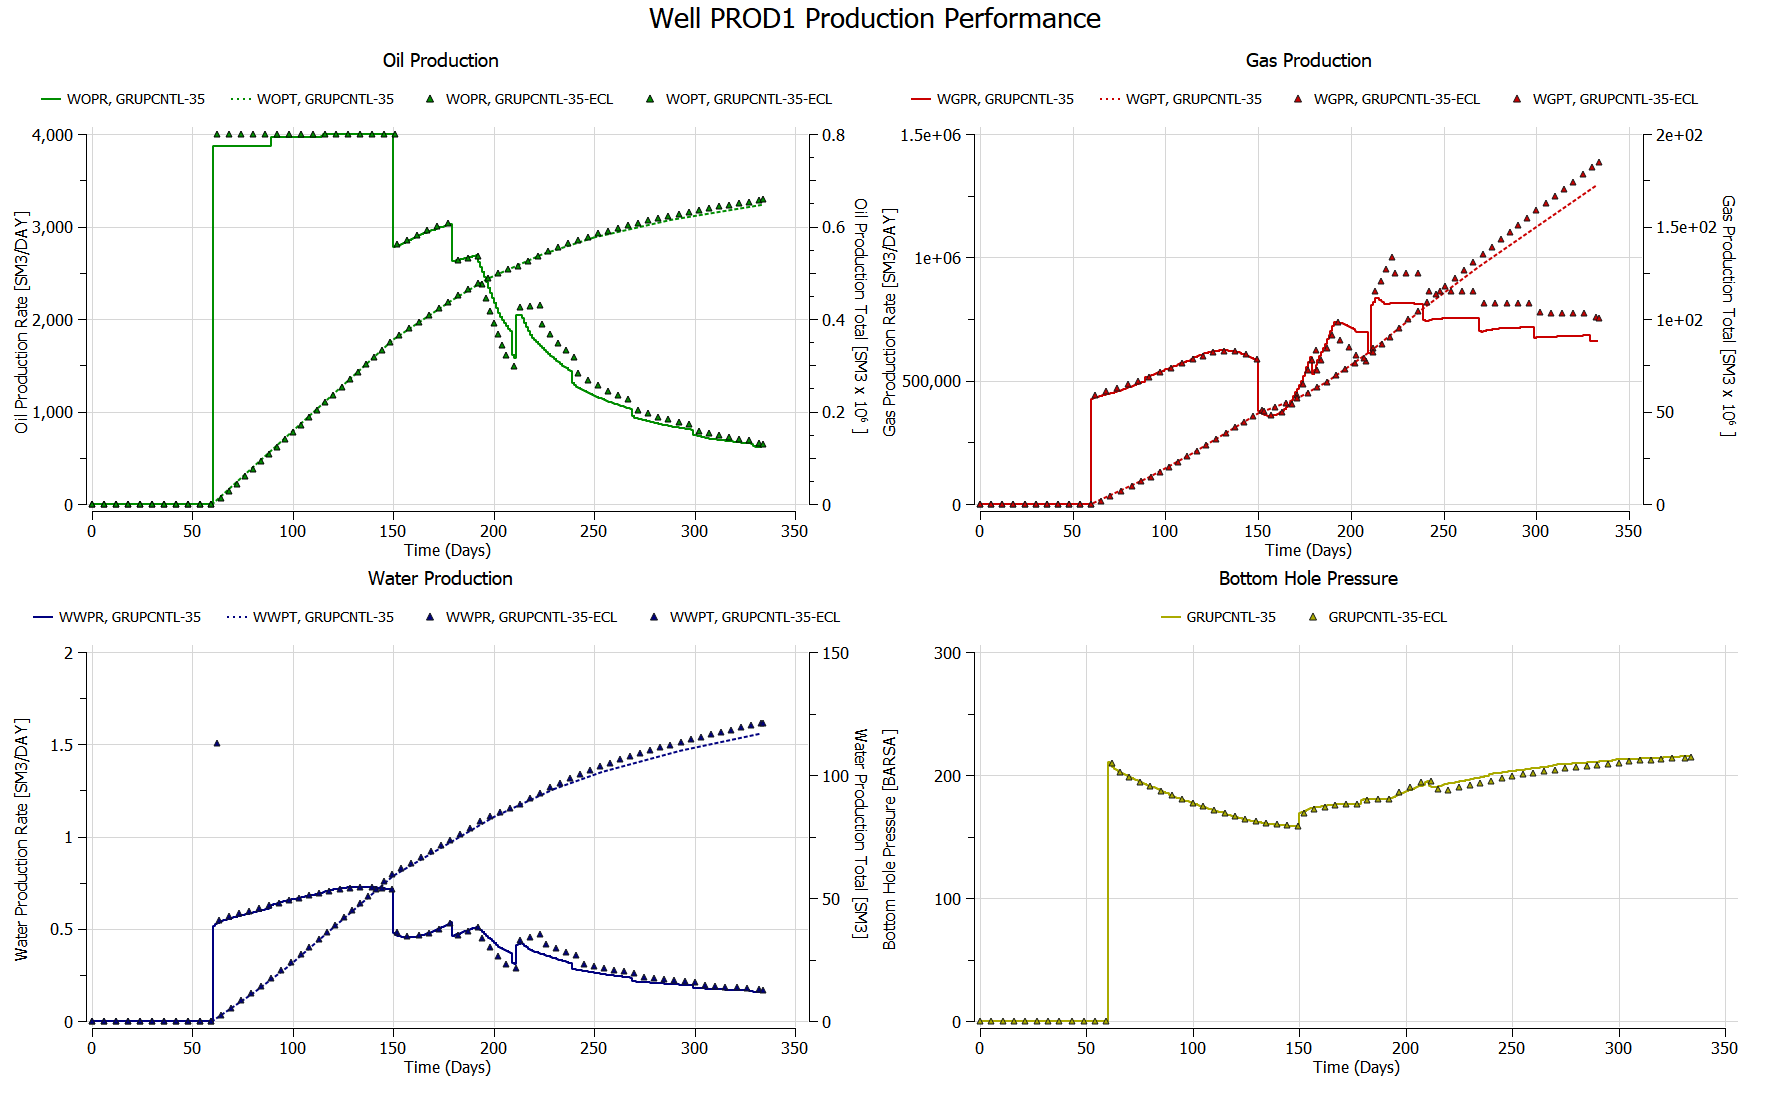 Well PROD1 Production Performance
Oil Production
WOPR, GRUPCNTL-35 WOPT, GRUPCNTL-35 WOPR, GRUPCNTL-35-ECL WOPT, GRUPCNTL-35-ECL
4,000
3,000
2,000
1,000
0
Oil Production Rate [SM3/DAY]
0.8
0.6
0.4
0.2
0
Oil Production Total [SM3 x 10⁶ ]
0 50 100 150 200 250 300 350
Time (Days)
Gas Production
WGPR, GRUPCNTL-35 WGPT, GRUPCNTL-35 WGPR, GRUPCNTL-35-ECL WGPT, GRUPCNTL-35-ECL
1.5e+06
1e+06
500,000
0
Gas Production Rate [SM3/DAY]
2e+02
1.5e+02
1e+02
50
0
Gas Production Total [SM3 x 10⁶ ]
0 50 100 150 200 250 300 350
Time (Days)
Water Production
WWPR, GRUPCNTL-35 WWPT, GRUPCNTL-35 WWPR, GRUPCNTL-35-ECL WWPT, GRUPCNTL-35-ECL
2
1.5
1
0.5
0
Water Production Rate [SM3/DAY]
150
100
50
0
Water Production Total [SM3]
0 50 100 150 200 250 300 350
Time (Days)
Bottom Hole Pressure
GRUPCNTL-35 GRUPCNTL-35-ECL
300
200
100
0
Bottom Hole Pressure [BARSA]
0 50 100 150 200 250 300 350
Time (Days)